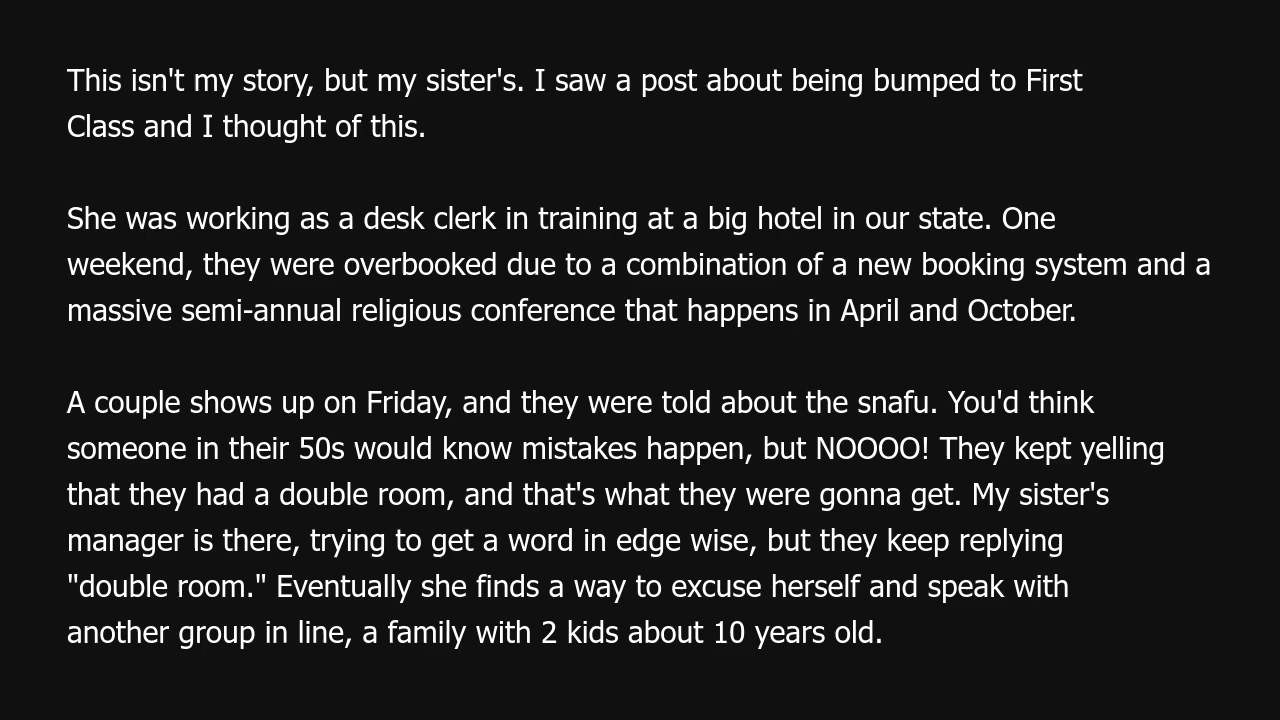 This isn't my story, but my sister's. I saw a post about being bumped to First
Class and I thought of this.
She was working as a desk clerk in training at a big hotel in our state. One
weekend, they were overbooked due to a combination of a new booking system and a
massive semi-annual religious conference that happens in April and October.
A couple shows up on Friday, and they were told about the snafu. You'd think
someone in their 50s would know mistakes happen, but NOOOO! They kept yelling
that they had a double room, and that's what they were gonna get. My sister's
manager is there, trying to get a word in edge wise, but they keep replying
"double room." Eventually she finds a way to excuse herself and speak with
another group in line, a family with 2 kids about 10 years old.